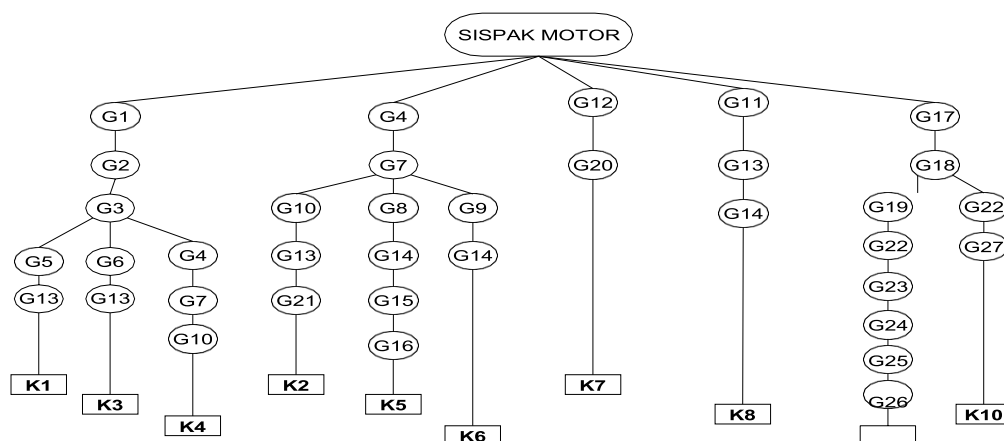 SISPAK MOTOR
G1 G4 G12 G11 G17
G2 G7 G20 G13 G18
G3 G10 G8 G9 G14 G19 G22
G5 G6 G4 G13 G14 G14 G22 G27
G13 G13 G7 G21 G15 G23
G10 G16 G24
G25
K1 K2 K7
G26
K3 K5 K8 K10
K4 K6